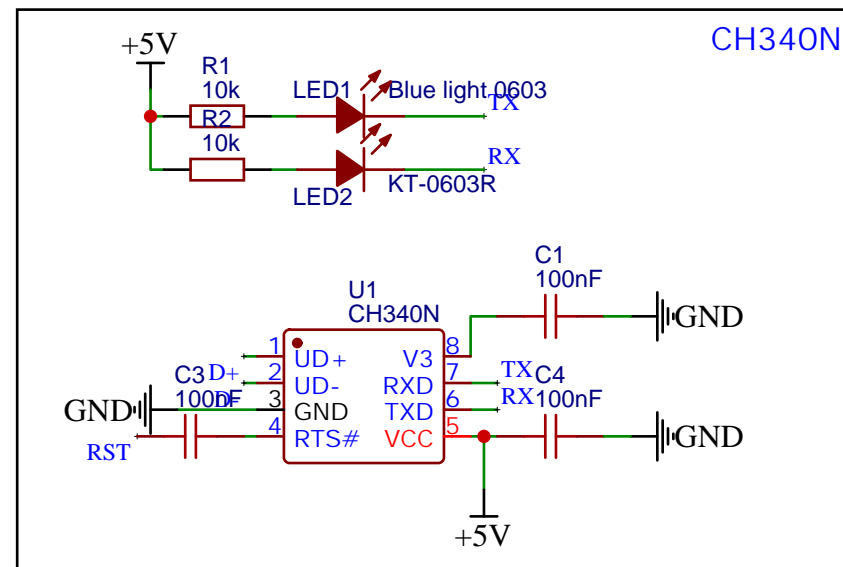 CH340N
+5V
R1
10k
R2
10k
LED1
Blue light 0603
TX
RX
LED2
KT-0603R
C1
100nF
GND
U1
CH340N
1 UD+
2 UD-
3 GND
4 RTS#
V3 8
RXD 7
TXD 6
VCC 5
C3
100nF
D+
D-
GND
RST
TX
RX
C4
100nF
GND
+5V